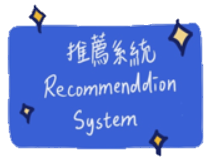 推薦系統
Recommenddion
System